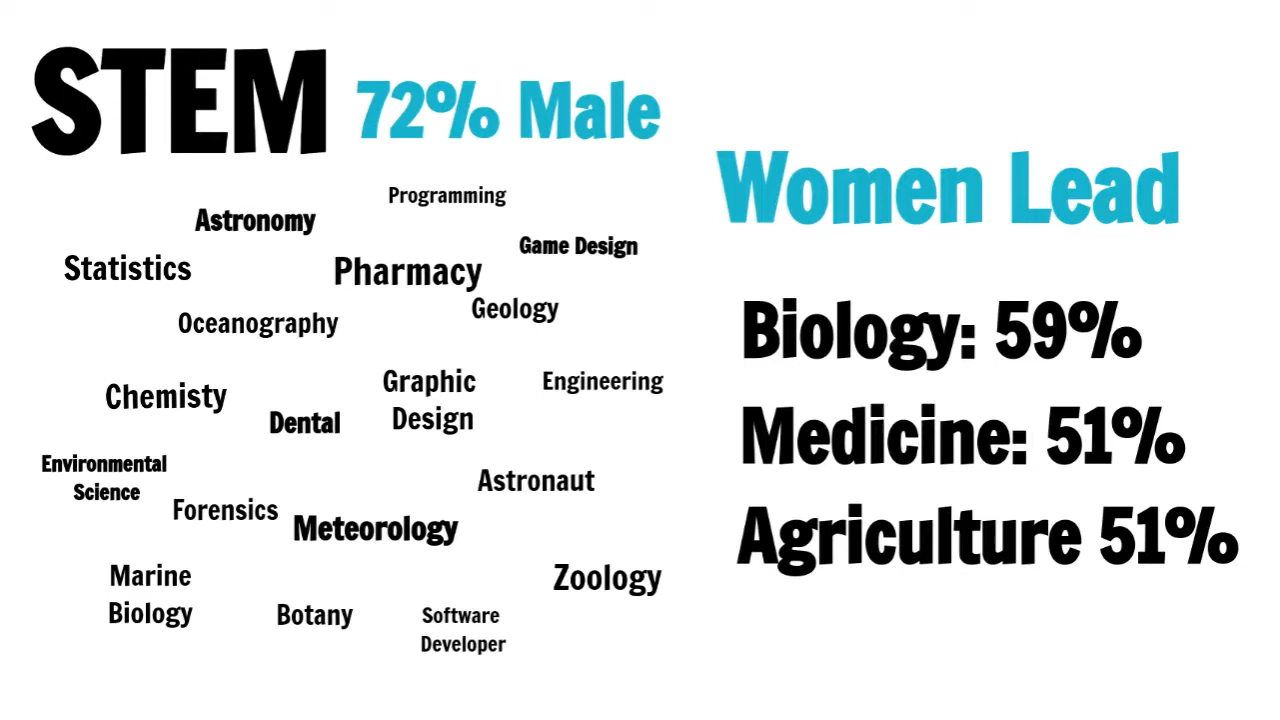 STEM 72% Male
Programming
Astronomy
Game Design
Statistics
Pharmacy
Geology
Oceanography
Graphic
Design
Engineering
Chemisty
Dental
Environmental
Science
Astronaut
Forensics
Meteorology
Marine
Biology
Zoology
Botany
Software
Developer
Women Lead
Biology: 59%
Medicine: 51%
Agriculture 51%